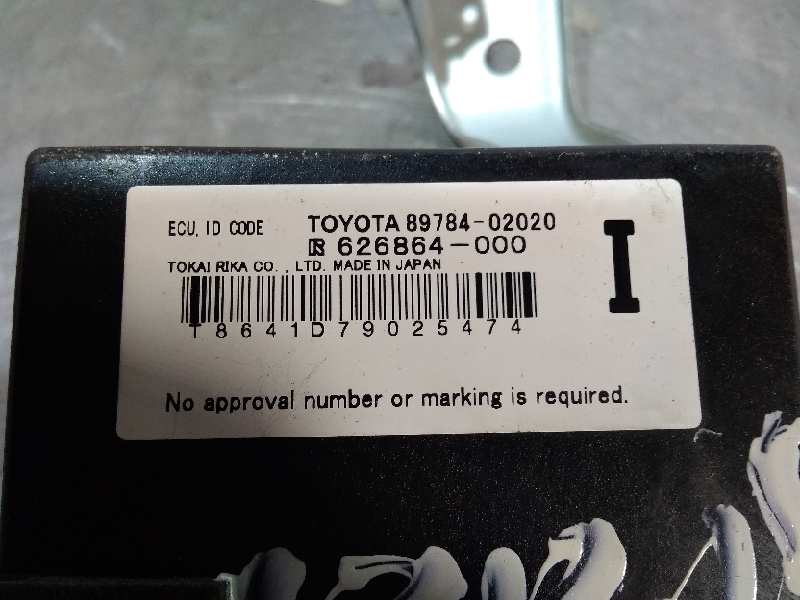 ECU, ID CODE TOYOTA 89784-02020
626864-000
TOKAI RIKA CO. , LTD. MADE IN JAPAN
I
T8641D79025474
No approval number or marking is required.